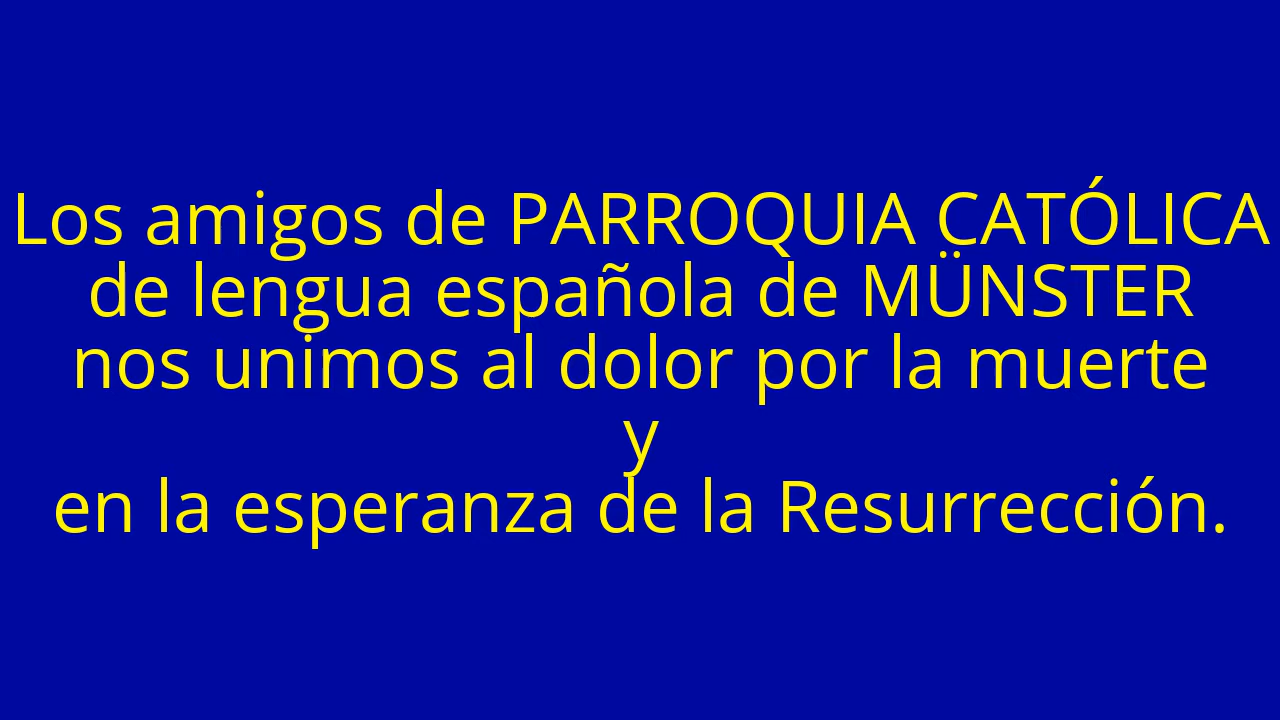 Los amigos de PARROQUIA CATÓLICA
de lengua española de MÜNSTER
nos unimos al dolor por la muerte
y
en la esperanza de la Resurrección.